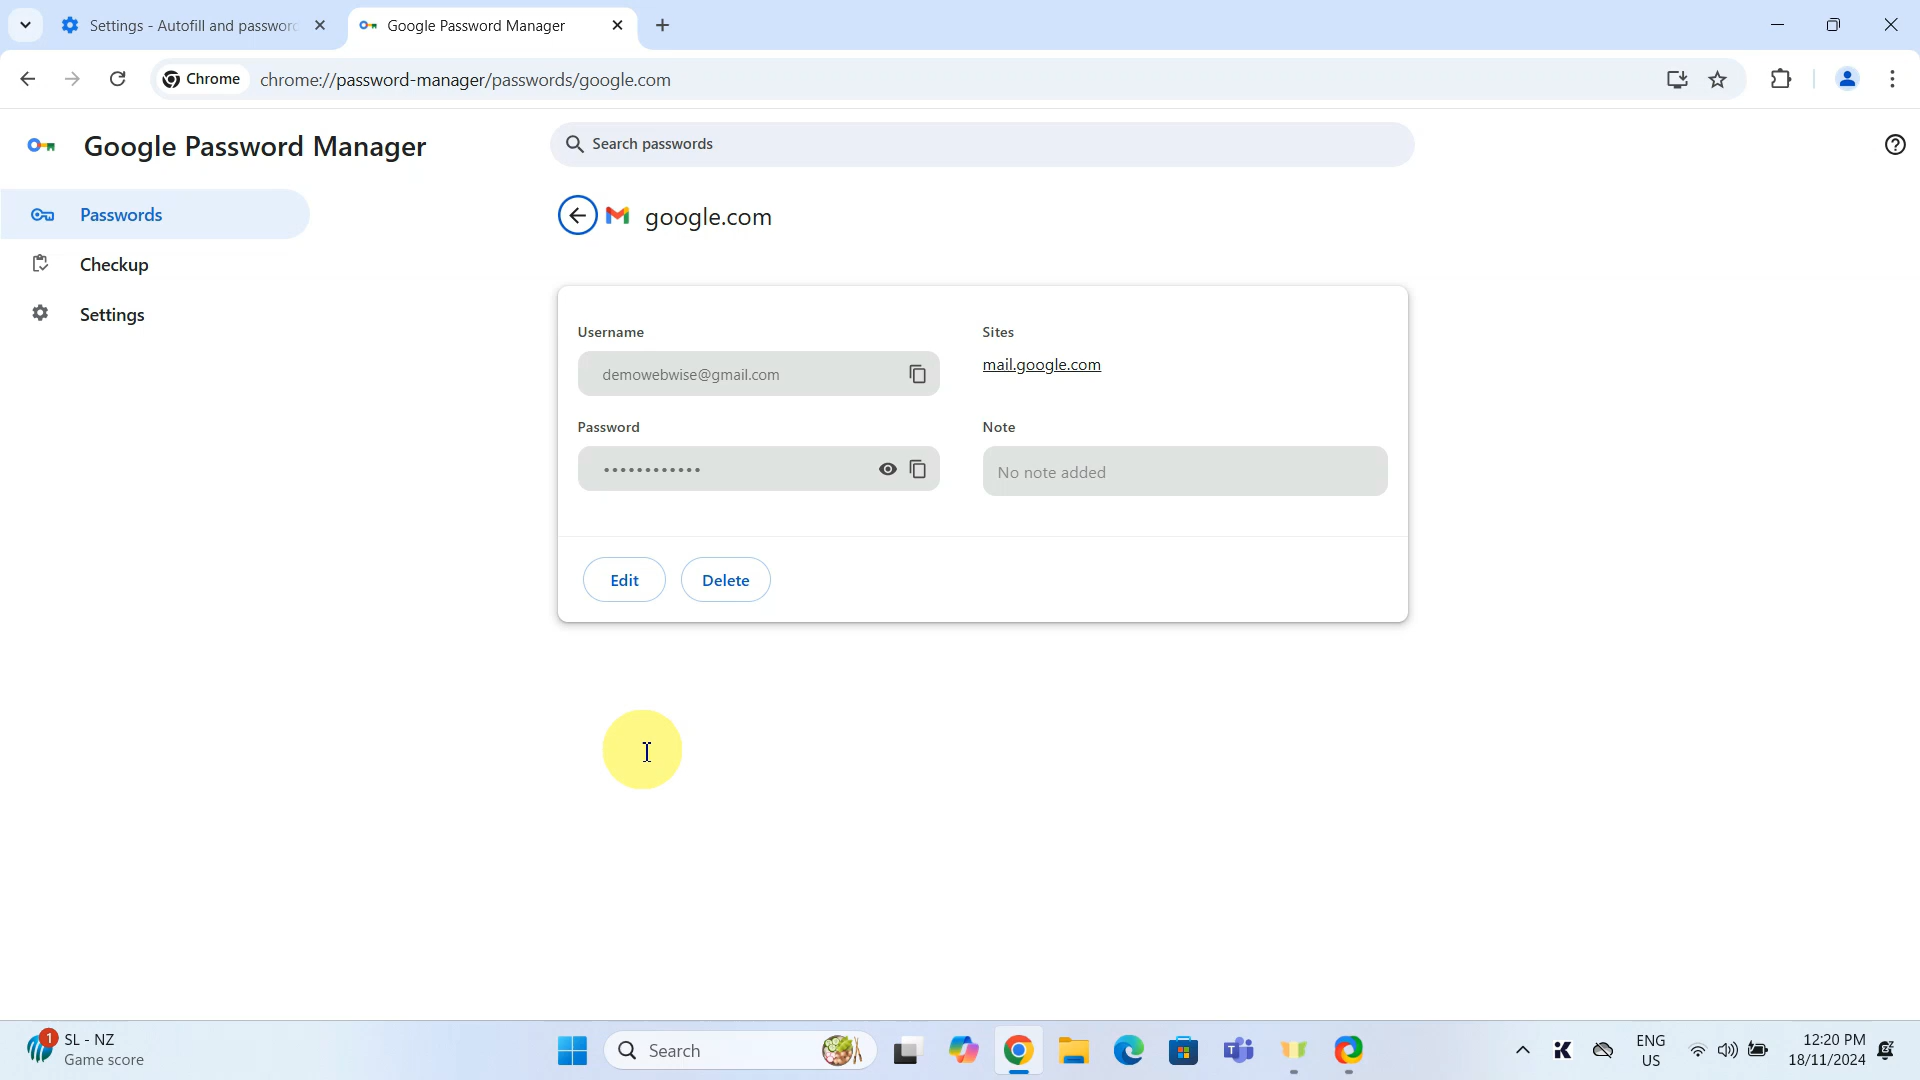 Settings - Autofill and passwor
Google Password Manager
Chrome
chrome://password-manager/passwords/google.com
Google Password Manager
Search passwords
Passwords
Checkup
Settings
google.com
Username
demowebwise@gmail.com
Sites
mail.google.com
Password
••••••••••••
Note
No note added
Edit
Delete
1
SL - NZ
Game score
Search
ENG
US
12:20 PM
18/11/2024